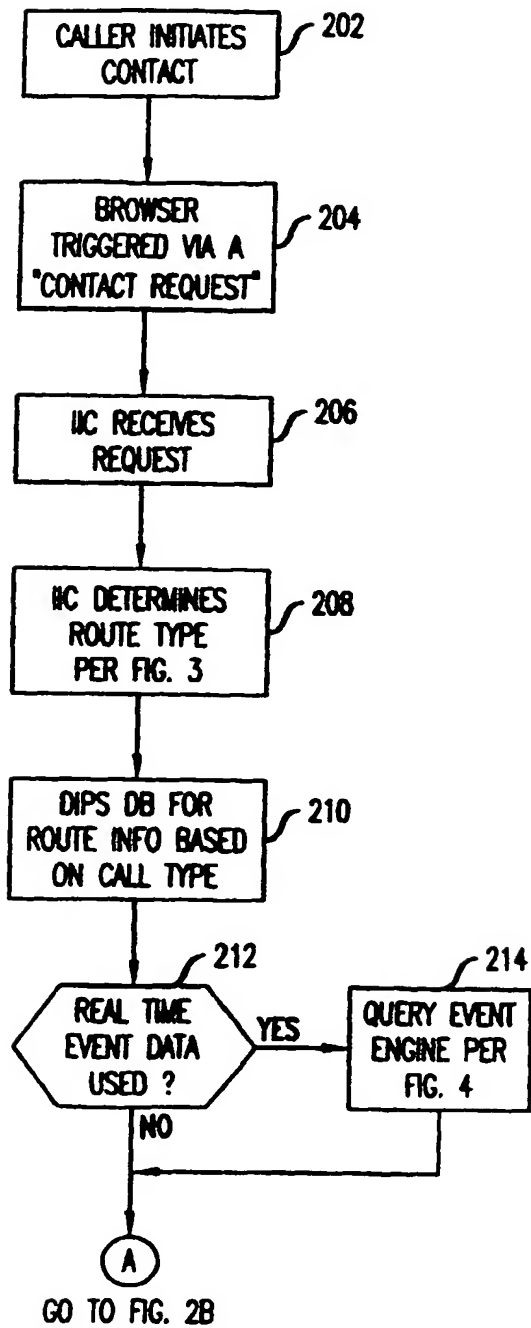 CALLER INITIATES
CONTACT
202
BROWSER
TRIGGERED VIA A
"CONTACT REQUEST"
204
IIC RECEIVES
REQUEST
206
IIC DETERMINES
ROUTE TYPE
PER FIG. 3
208
DIPS DB FOR
ROUTE INFO BASED
ON CALL TYPE
210
212
REAL TIME
EVENT DATA
USED ?
YES
214
QUERY EVENT
ENGINE PER
FIG. 4
NO
A
GO TO FIG. 2B